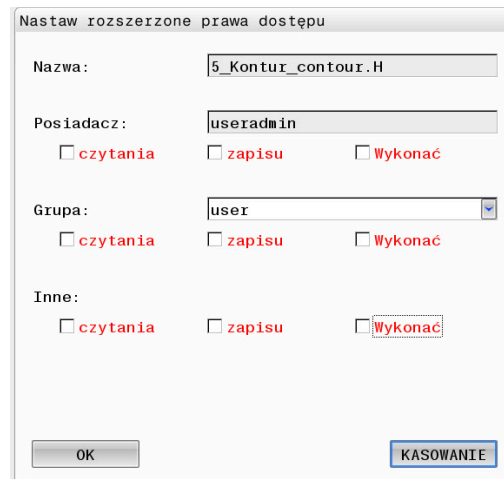 Nastaw rozszerzone prawa dostępu
Nazwa: 5_Kontur_contour.H
Posiadacz: useradmin
czytania zapisu Wykonać
Grupa: user
czytania zapisu Wykonać
Inne:
czytania zapisu Wykonać
OK KASOWANIE